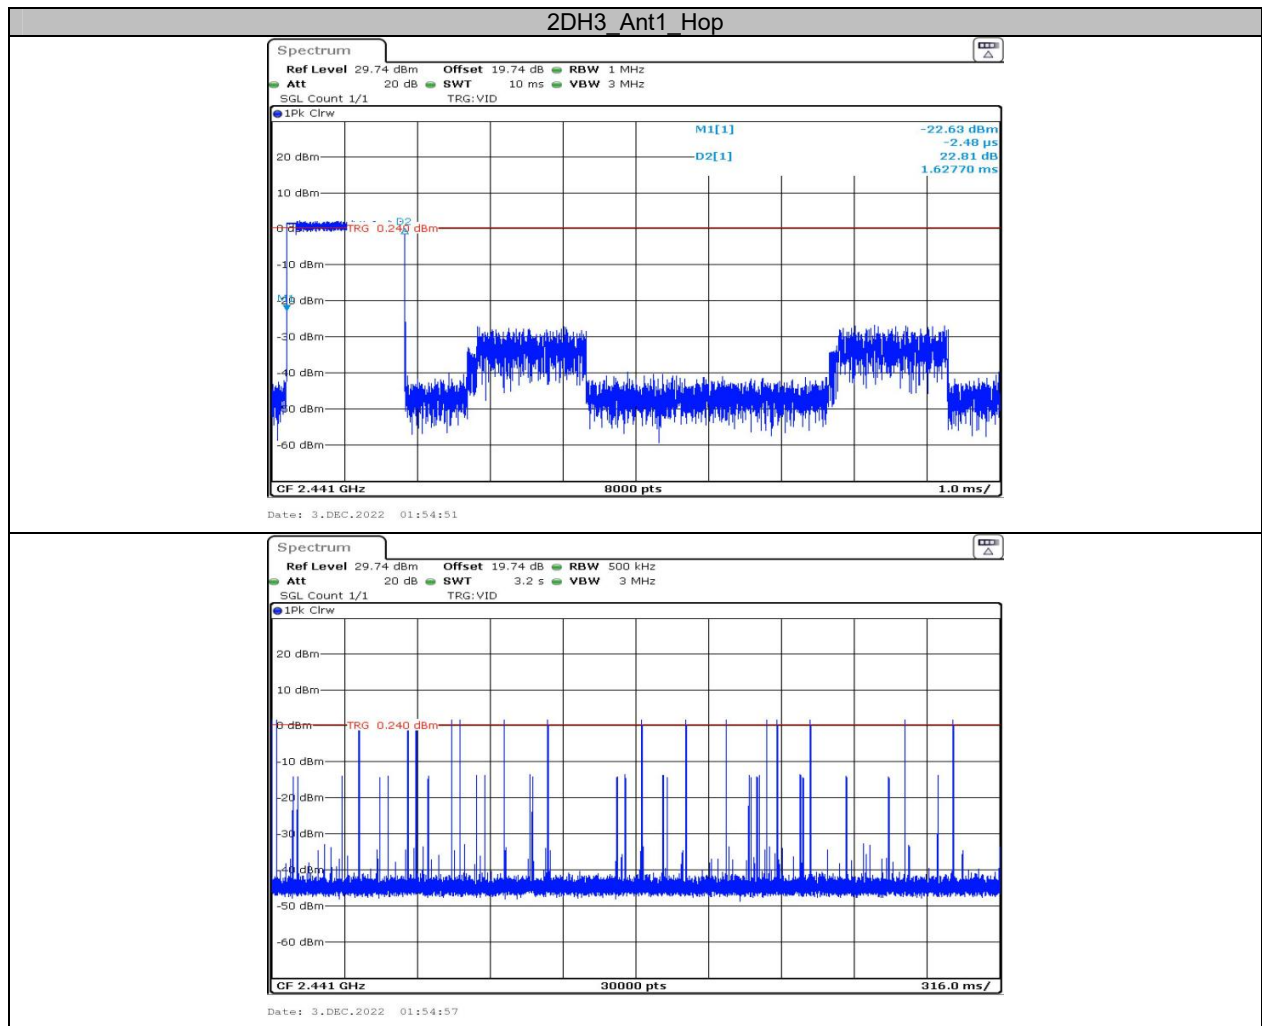 2DH3_Ant1_Hop
Spectrum
Ref Level 29.74 dBm Offset 19.74 dB RBW 1 MHz
Att 20 dB SWT 10 ms VBW 3 MHz
SGL Count 1/1 TRG:VID
1Pk Clrw
M1[1] -22.63 dBm
-2.48 µs
20 dBm D2[1] 22.81 dB
1.62770 ms
10 dBm
D2
TRG 0.240 dBm
-10 dBm
-20 dBm
-30 dBm
-40 dBm
-50 dBm
-60 dBm
CF 2.441 GHz 8000 pts 1.0 ms/
Date: 3.DEC.2022 01:54:51
Spectrum
Ref Level 29.74 dBm Offset 19.74 dB RBW 500 kHz
Att 20 dB SWT 3.2 s VBW 3 MHz
SGL Count 1/1 TRG:VID
1Pk Clrw
20 dBm
10 dBm
0 dBm TRG 0.240 dBm
-10 dBm
-20 dBm
-30 dBm
-40 dBm
-50 dBm
-60 dBm
CF 2.441 GHz 30000 pts 316.0 ms/
Date: 3.DEC.2022 01:54:57